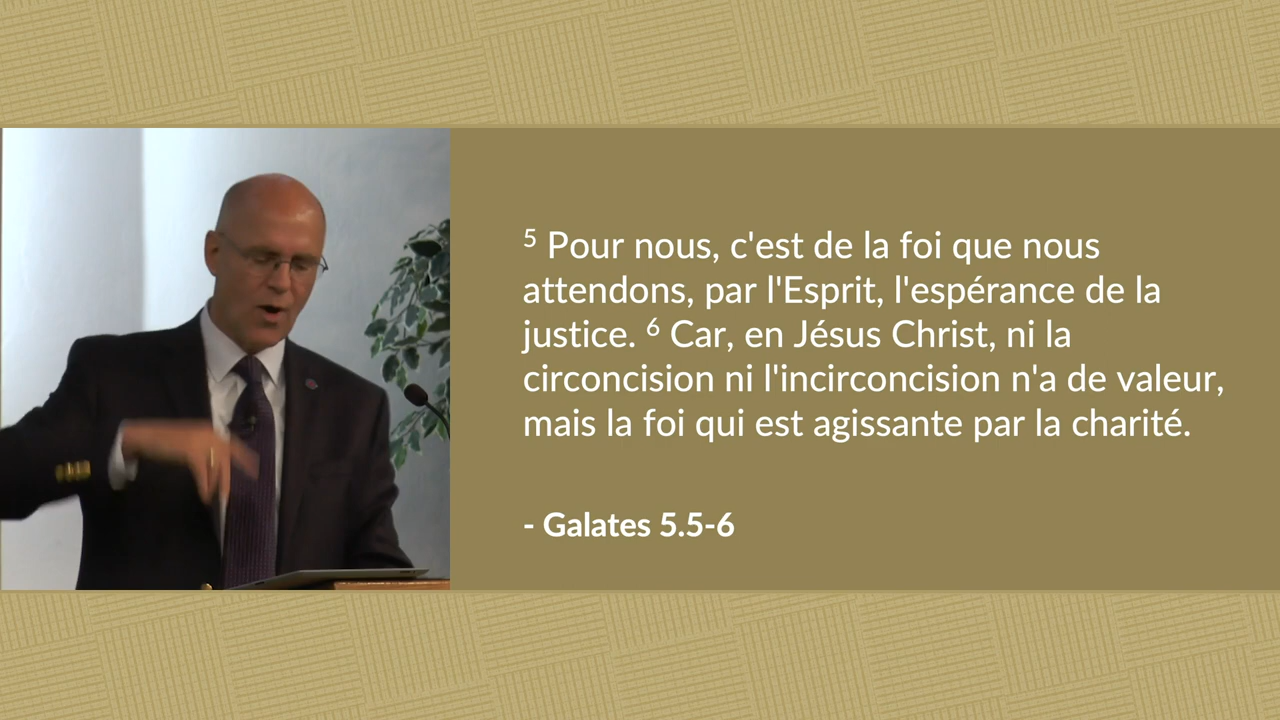 5 Pour nous, c'est de la foi que nous
attendons, par l'Esprit, l'espérance de la
justice. 6 Car, en Jésus Christ, ni la
circoncision ni l'incirconcision n'a de valeur,
mais la foi qui est agissante par la charité.
- Galates 5.5-6